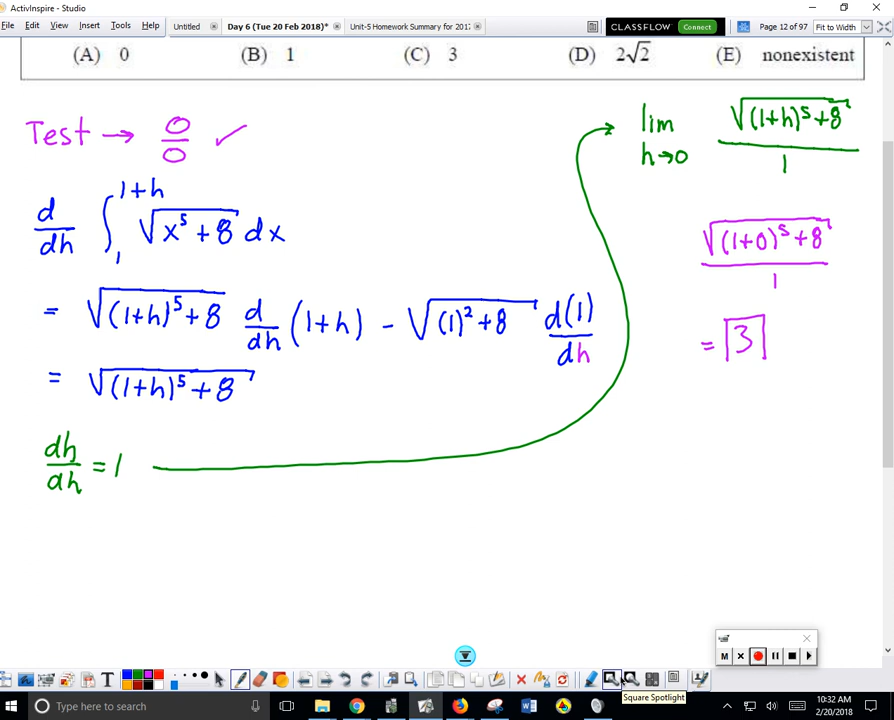 ActivInspire - Studio
File Edit View Insert Tools Help
Untitled
Day 6 (Tue 20 Feb 2018)*
Unit-5 Homework Summary for 2017
CLASSFLOW Connect
Page 12 of 97
Fit to Width
(A) 0 (B) 1 (C) 3 (D) 2√2 (E) nonexistent
Test → 0/0 ✓
d/dh ∫₁^(1+h) √(x⁵+8) dx
= √((1+h)⁵+8) d/dh (1+h) − √((1)²+8) d(1)/dh
= √((1+h)⁵+8)
dh/dh = 1
lim h→0 √((1+h)⁵+8) / 1
√((1+0)⁵+8) / 1
= 3
M
T
Square Spotlight
Type here to search
10:32 AM
2/20/2018